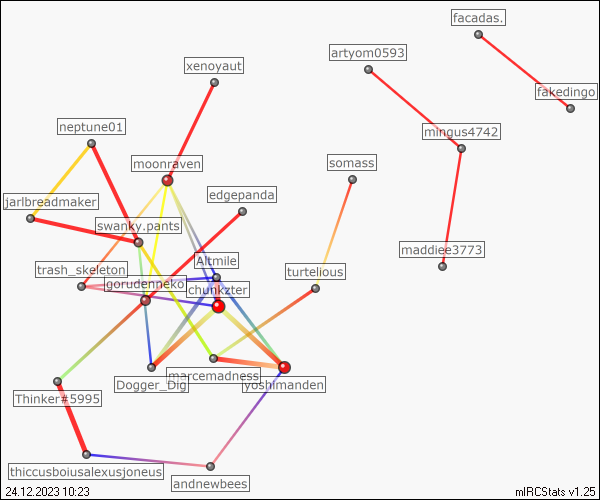 facadas.
artyom0593
xenoyaut
fakedingo
neptune01
mingus4742
moonraven
somass
edgepanda
jarlbreadmaker
swanky.pants
maddiee3773
Altmile
trash_skeleton
turtelious
gorudenneko
chunkzter
marcemadness
Dogger_Dig
yoshimanden
Thinker#5995
thiccusboiusalexusjoneus
andnewbees
24.12.2023 10:23
mIRCStats v1.25